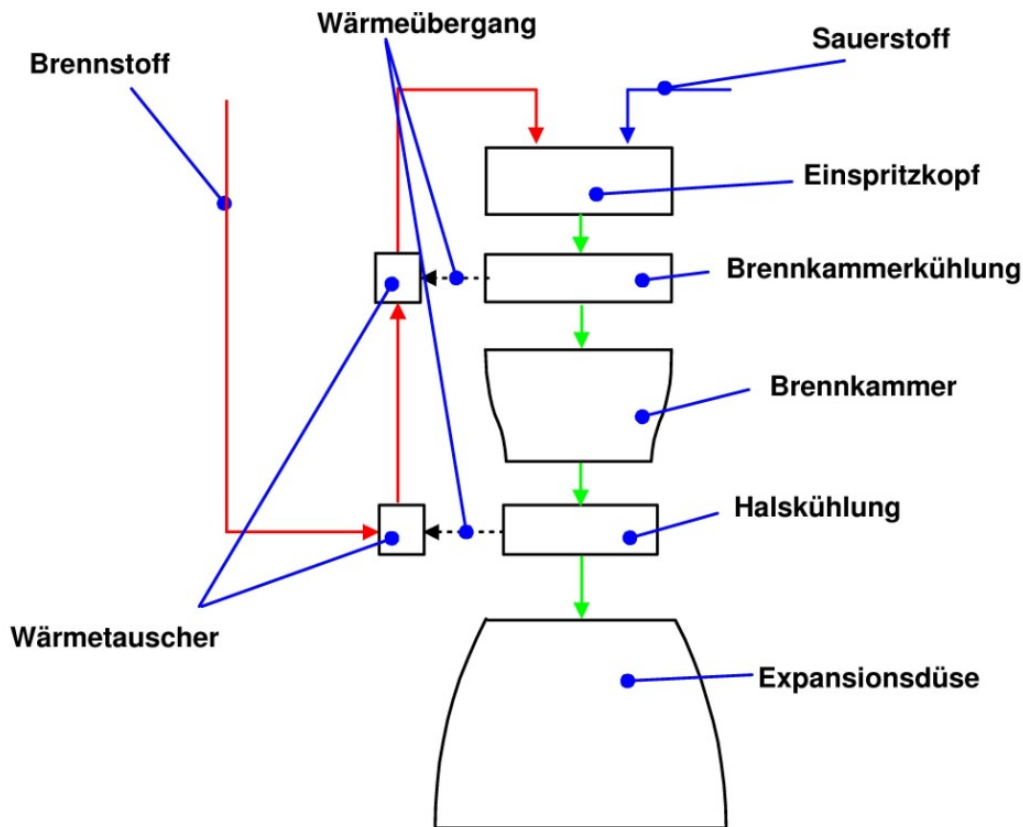 Wärmeübergang
Sauerstoff
Brennstoff
Einspritzkopf
Brennkammerkühlung
Brennkammer
Halskühlung
Wärmetauscher
Expansionsdüse